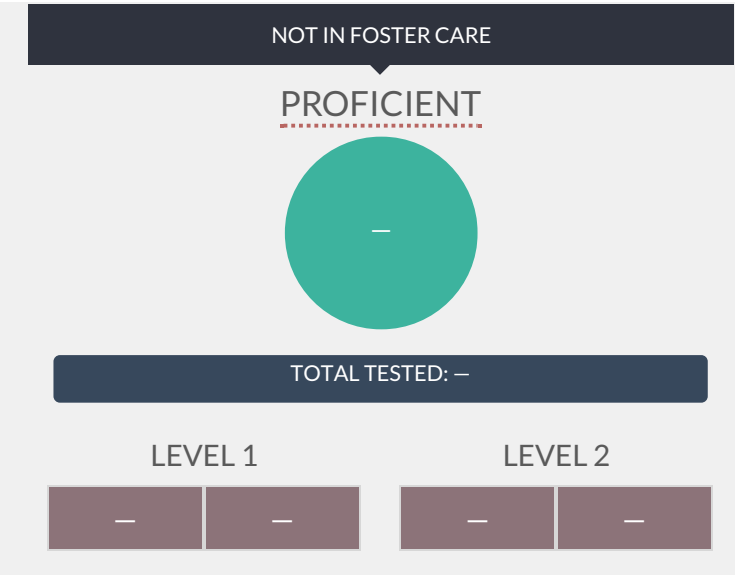 NOT IN FOSTER CARE
PROFICIENT
—
TOTAL TESTED: —
LEVEL 1 LEVEL 2
— — — —